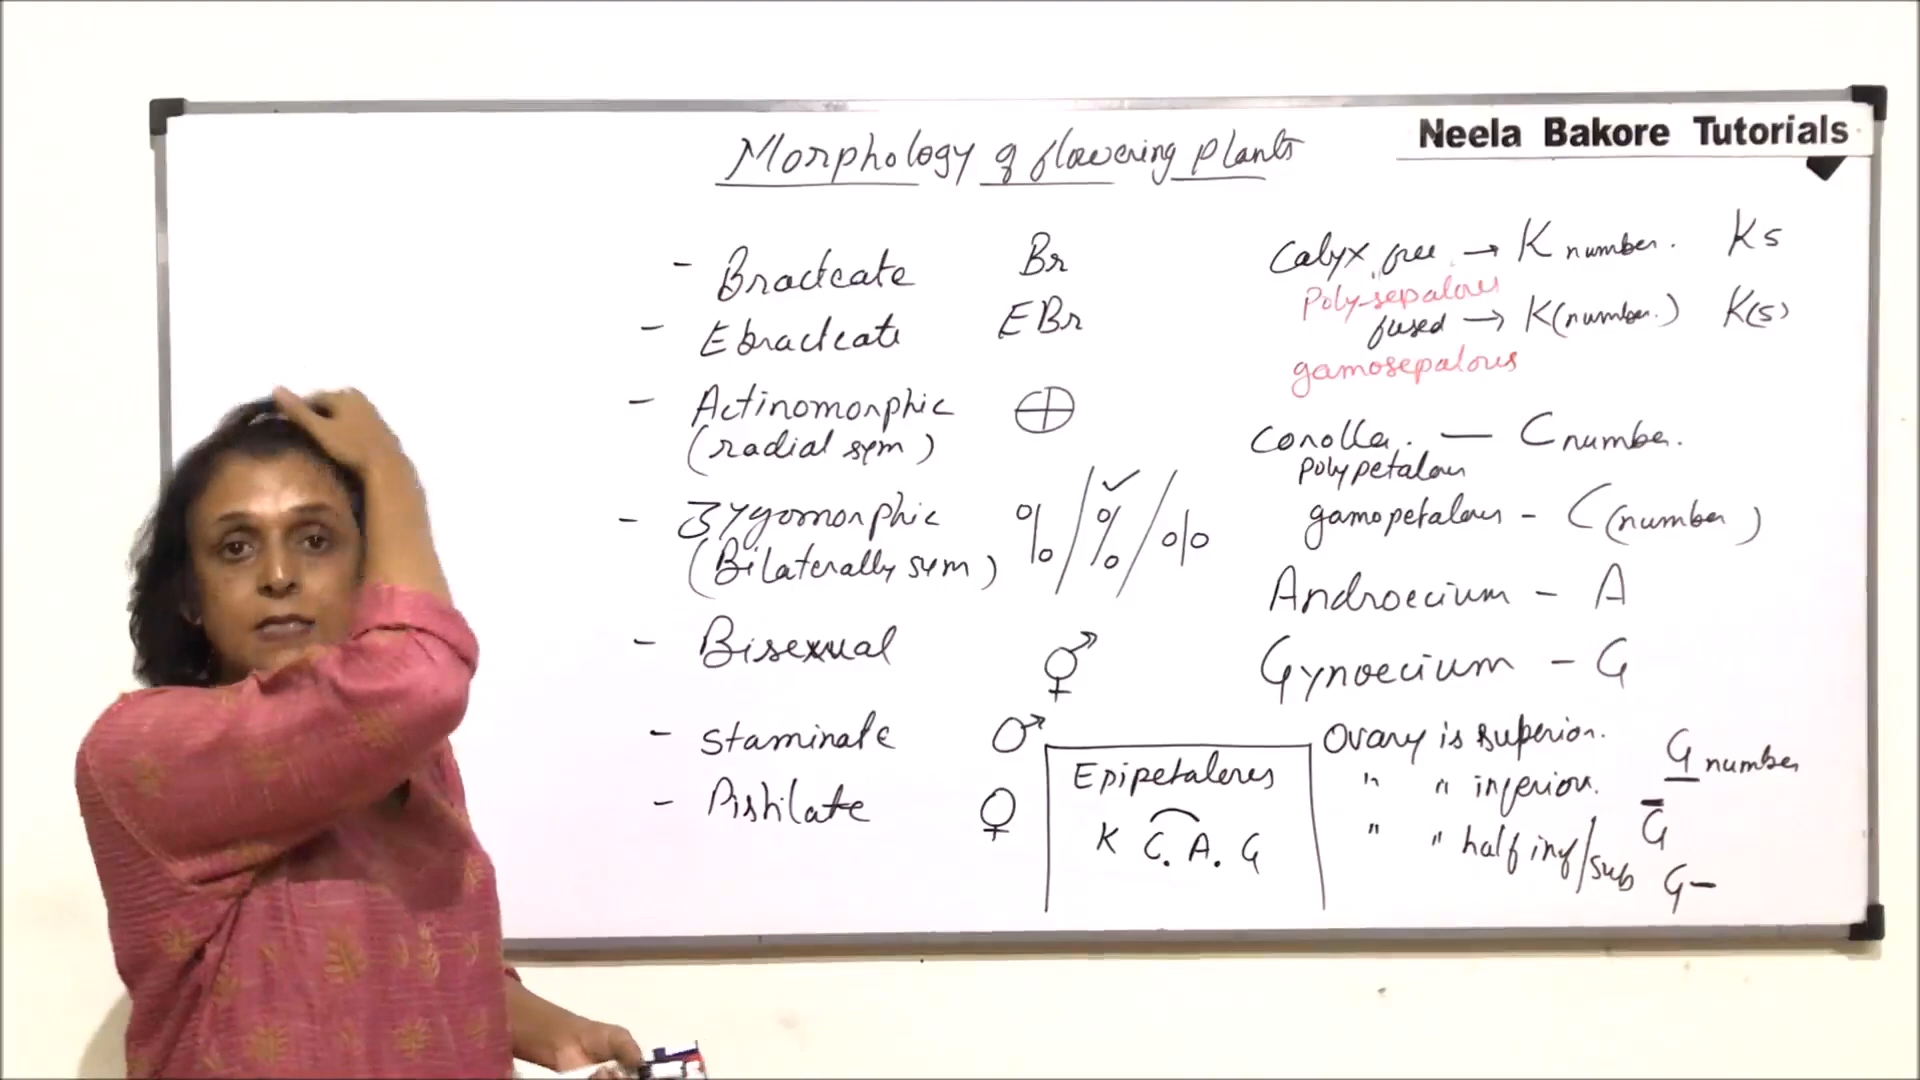 Morphology of flowering plants
Neela Bakore Tutorials
- Bracteate Br
- Ebracteate EBr
- Actinomorphic ⊕
(radial sym)
- Zygomorphic % / % ✓ / o|o
(Bilaterally sym)
- Bisexual ⚥
- Staminate ♂
- Pistilate ♀
Epipetalous
K C. A. G
Calyx free → K number. K5
Poly-sepalous
fused → K(number.) K(5)
gamosepalous
Corolla. — C number.
polypetalous
gamopetalous - C(number)
Androecium - A
Gynoecium - G
Ovary is superior. G number
" " inferior. G
" " half inf/sub G-